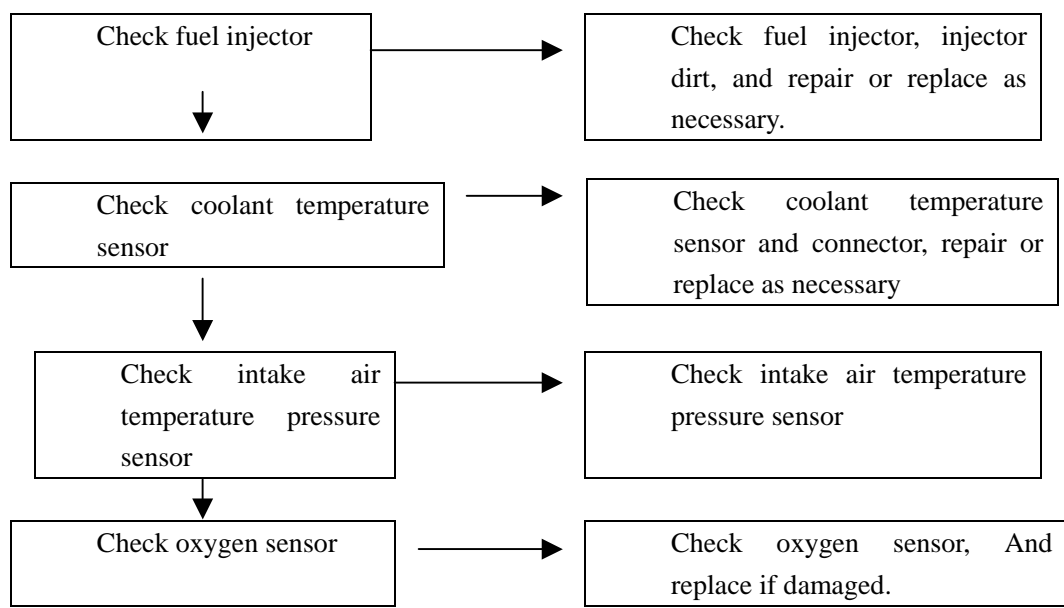 Check fuel injector
Check fuel injector, injector
dirt, and repair or replace as
necessary.
Check coolant temperature
sensor
Check coolant temperature
sensor and connector, repair or
replace as necessary
Check intake air
temperature pressure
sensor
Check intake air temperature
pressure sensor
Check oxygen sensor
Check oxygen sensor, And
replace if damaged.